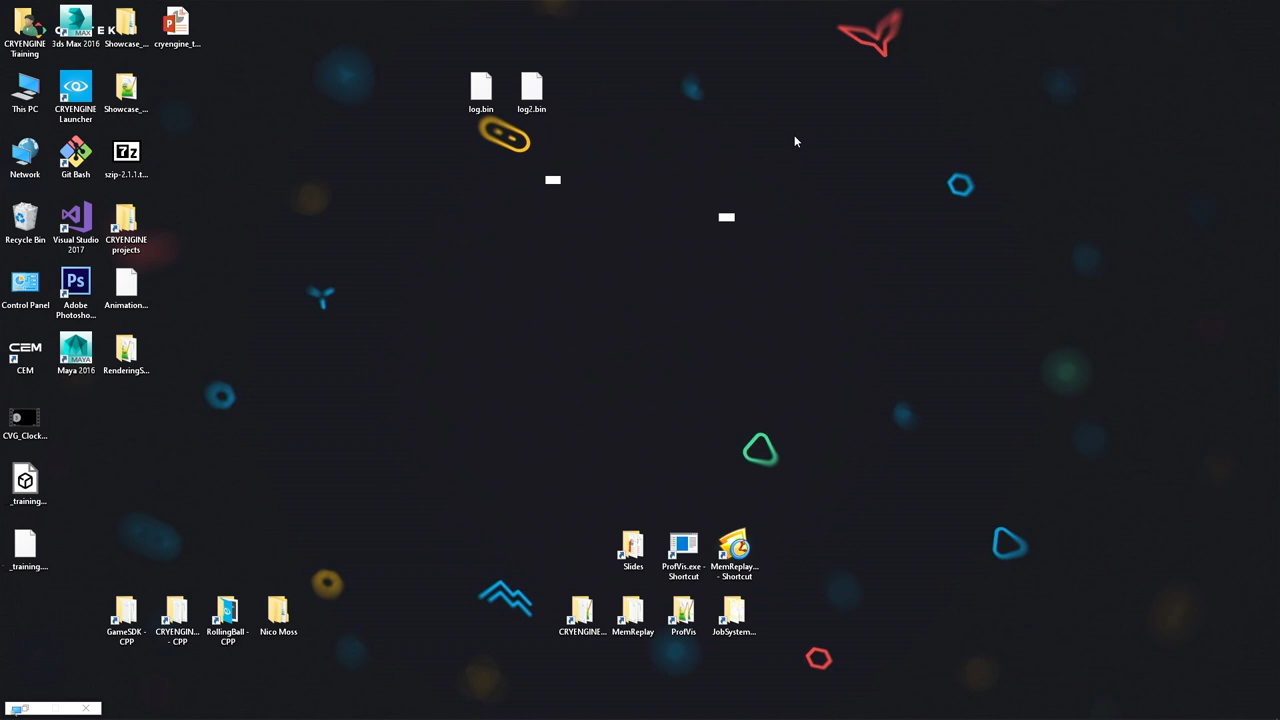 CRYENGINE
Training
3ds Max 2016
Showcase_...
cryengine_t...
This PC
CRYENGINE
Launcher
Showcase_...
log.bin
log2.bin
Network
Git Bash
7z
szip-2.1.1.t...
Recycle Bin
Visual Studio
2017
CRYENGINE
projects
Control Panel
Ps
Adobe
Photosho...
Animation...
CEM
CEM
MAYA
Maya 2016
RenderingS...
CVG_Clock...
_training...
_training....
Slides
ProfVis.exe -
Shortcut
MemReplay...
- Shortcut
GameSDK -
CPP
CRYENGIN...
- CPP
RollingBall -
CPP
Nico Moss
CRYENGINE...
MemReplay
ProfVis
JobSystem...